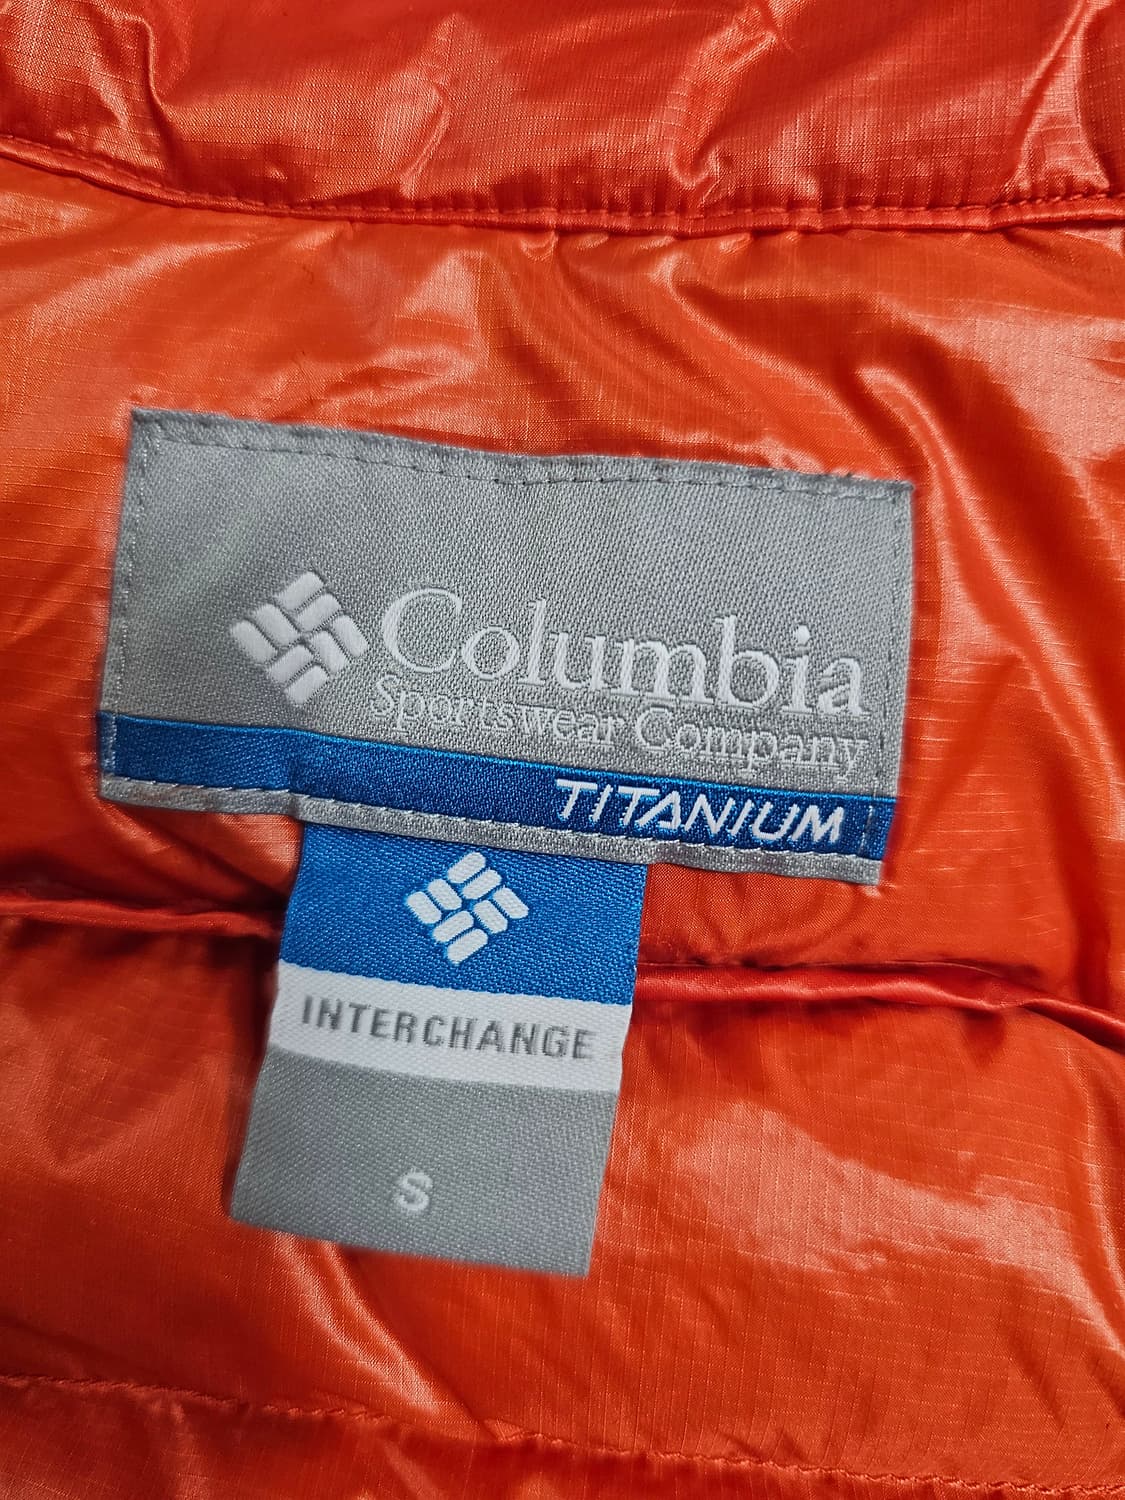 Columbia
Sportswear Company
TITANIUM
INTERCHANGE
S